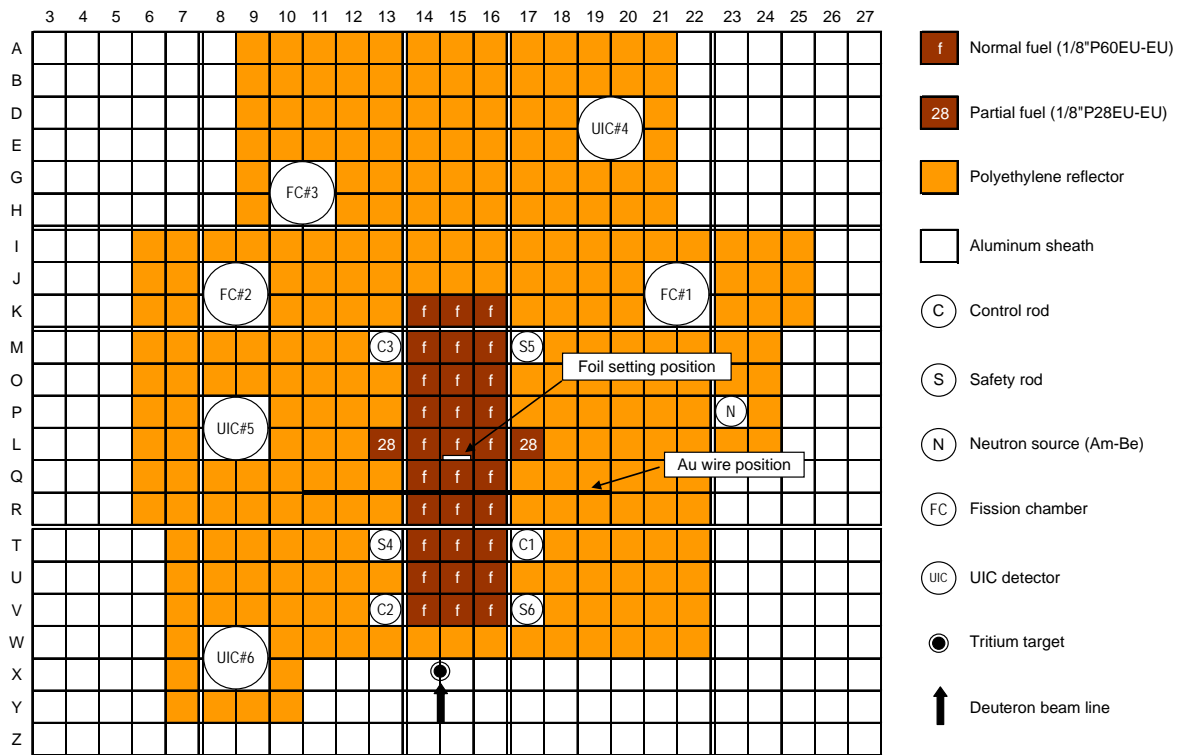 3 4 5 6 7 8 9 10 11 12 13 14 15 16 17 18 19 20 21 22 23 24 25 26 27
A
f Normal fuel (1/8"P60EU-EU)
B
D
28 Partial fuel (1/8"P28EU-EU)
UIC#4
E
G
Polyethylene reflector
FC#3
H
I
Aluminum sheath
J
FC#2 FC#1
K f f f
C Control rod
M C3 f f f S5
Foil setting position
O f f f
S Safety rod
P f f f N
UIC#5
L 28 f f f 28
N Neutron source (Am-Be)
Au wire position
Q f f f
R f f f
FC Fission chamber
T S4 f f f C1
U f f f
UIC UIC detector
V C2 f f f S6
W
UIC#6
Tritium target
X
Y
Deuteron beam line
Z